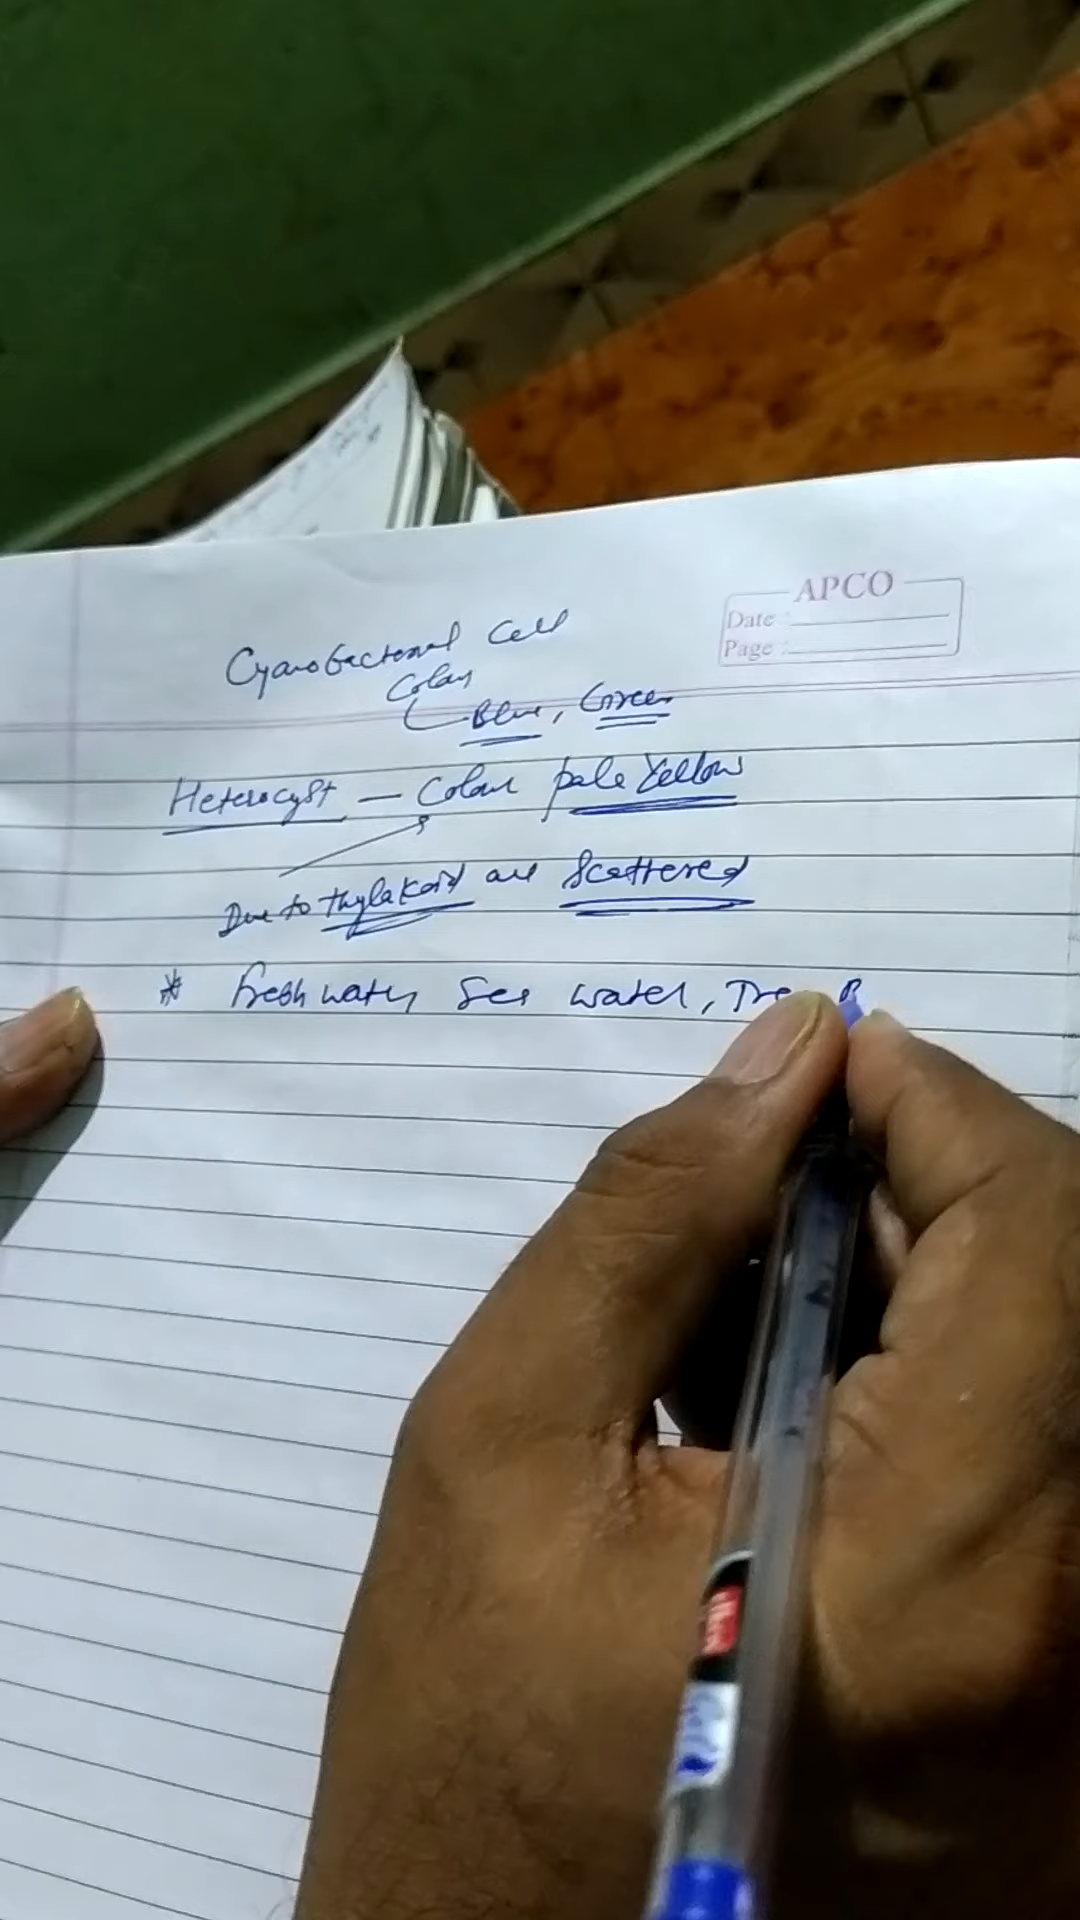 APCO
Date :
Page :
Cyanobacterial Cell
Colour
Blue, Green
Heterocyst — Colour pale Yellow
Due to thylakoid are Scattered
* fresh water, Sea water, Tree B